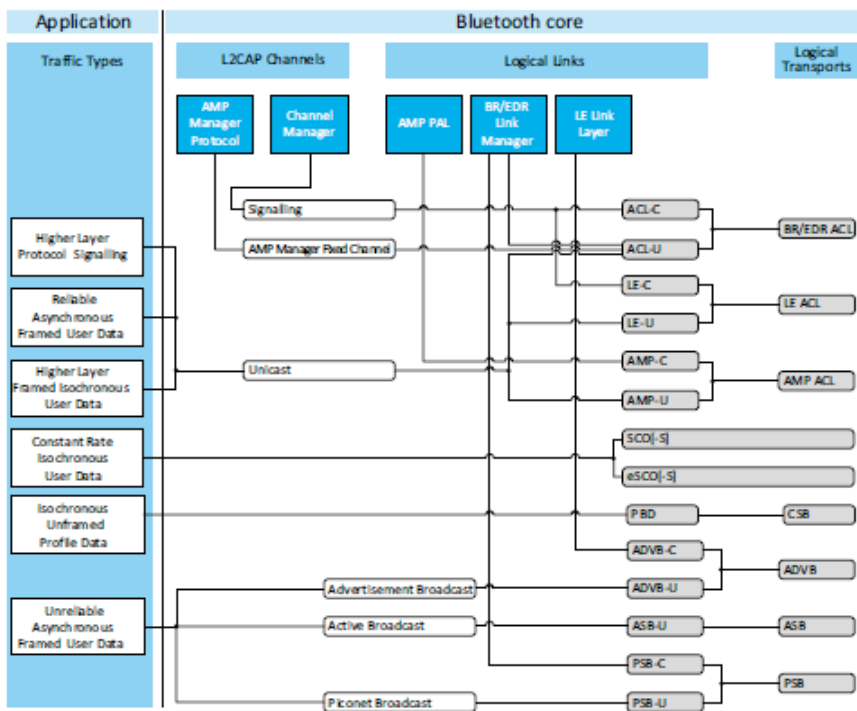 Application
Bluetooth core
Traffic Types
L2CAP Channels
Logical Links
Logical
Transports
AMP
Manager
Protocol
Channel
Manager
AMP PAL
BR/EDR
Link
Manager
LE Link
Layer
Signalling
ACL-C
BR/EDR ACL
Higher Layer
Protocol Signalling
AMP Manager Fixed Channel
ACL-U
LE-C
LE ACL
Reliable
Asynchronous
Framed User Data
LE-U
Higher Layer
Framed Isochronous
User Data
Unicast
AMP-C
AMP ACL
AMP-U
Constant Rate
Isochronous
User Data
SCO[-S]
eSCO[-S]
Isochronous
Unframed
Profile Data
PBD
CSB
ADVB-C
ADVB
Advertisement Broadcast
ADVB-U
Unreliable
Asynchronous
Framed User Data
Active Broadcast
ASB-U
ASB
PSB-C
PSB
Piconet Broadcast
PSB-U